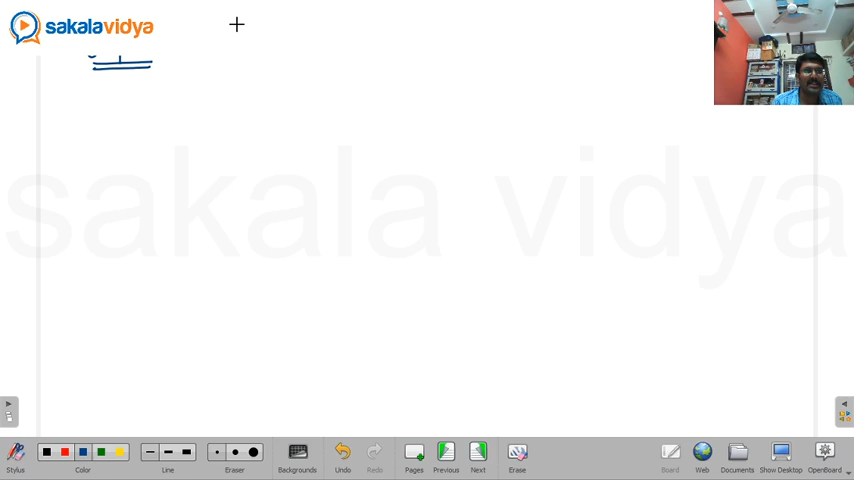 sakalavidya
sakala vidya
Stylus
Color
Line
Eraser
Backgrounds
Undo
Redo
Pages
Previous
Next
Erase
Board
Web
Documents
Show Desktop
OpenBoard